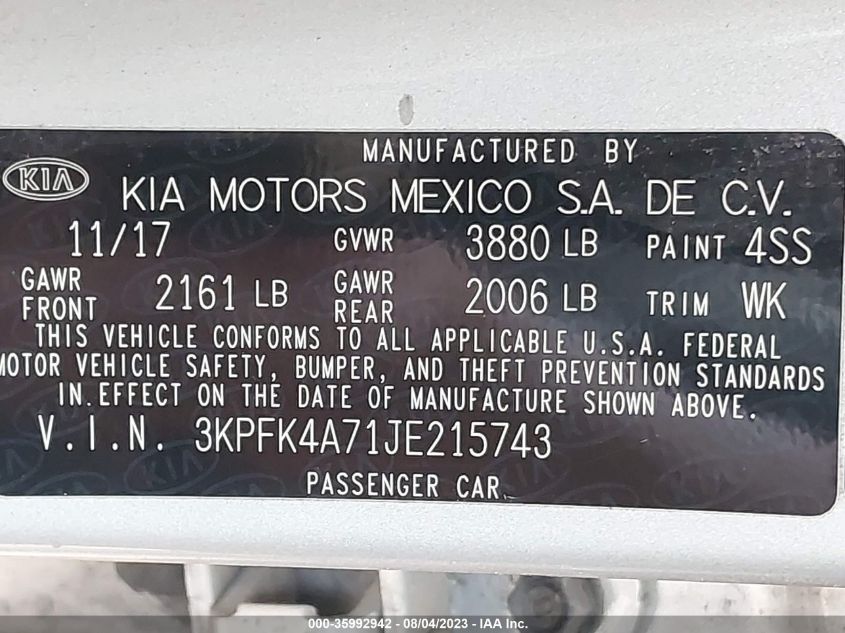 MANUFACTURED BY
KIA KIA MOTORS MEXICO S.A. DE C.V.
11/17 GVWR 3880 LB PAINT 4SS
GAWR FRONT 2161 LB GAWR REAR 2006 LB TRIM WK
THIS VEHICLE CONFORMS TO ALL APPLICABLE U.S.A. FEDERAL
MOTOR VEHICLE SAFETY, BUMPER, AND THEFT PREVENTION STANDARDS
IN EFFECT ON THE DATE OF MANUFACTURE SHOWN ABOVE.
V.I.N. 3KPFK4A71JE215743
PASSENGER CAR
000-35992942 - 08/04/2023 - IAA Inc.